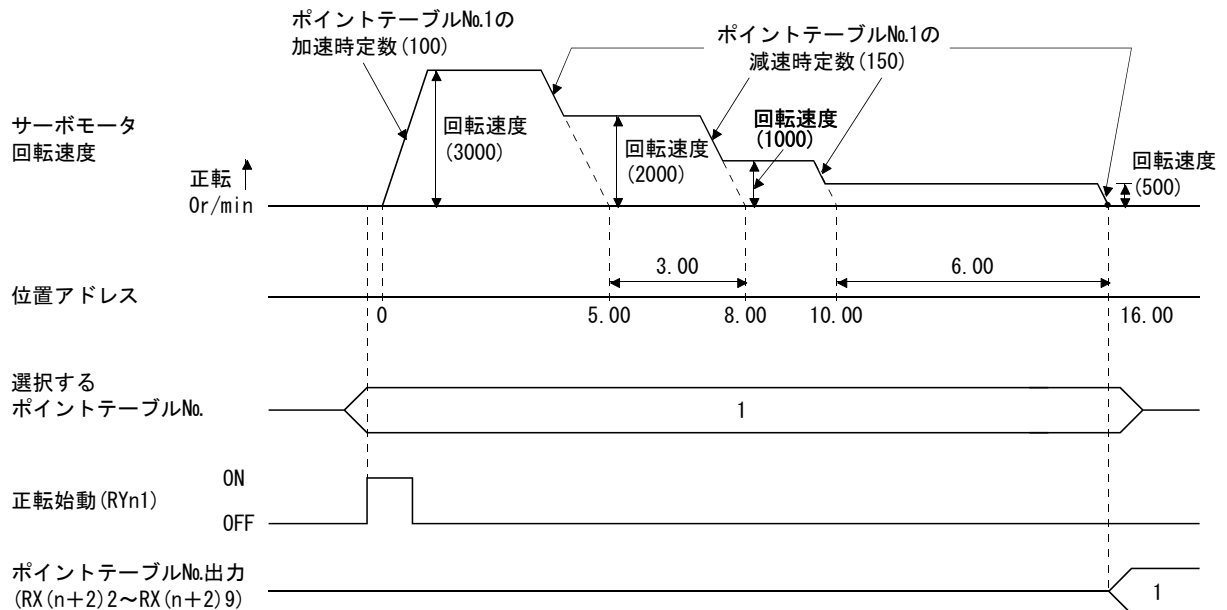 ポイントテーブル№1の
加速時定数(100)
ポイントテーブル№1の
減速時定数(150)
サーボモータ
回転速度
正転
0r/min
回転速度
(3000)
回転速度
(2000)
回転速度
(1000)
回転速度
(500)
位置アドレス
3.00
6.00
0
5.00
8.00
10.00
16.00
選択する
ポイントテーブル№
1
正転始動(RYn1)
ON
OFF
ポイントテーブル№出力
(RX(n+2)2～RX(n+2)9)
1